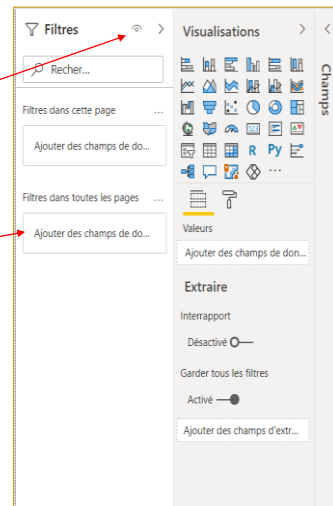 Filtres
Recher...
Filtres dans cette page ...
Ajouter des champs de do...
Filtres dans toutes les pages ...
Ajouter des champs de do...
Visualisations
123
R Py
...
Valeurs
Ajouter des champs de don...
Extraire
Interrapport
Désactivé
Garder tous les filtres
Activé
Ajouter des champs d'extr...
Champs